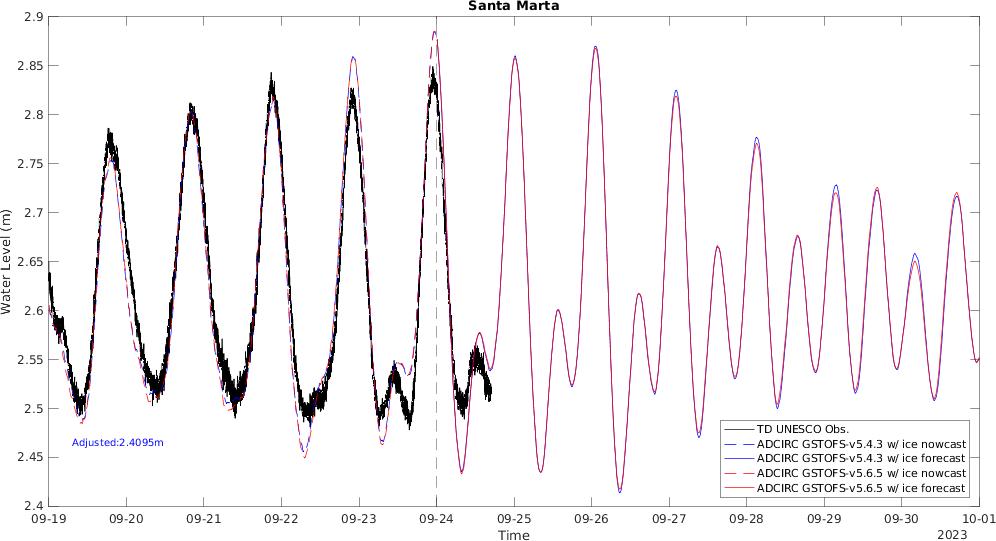 Santa Marta
2.9
2.85
2.8
2.75
2.7
2.65
2.6
2.55
2.5
2.45
2.4
Water Level (m)
Adjusted:2.4095m
TD UNESCO Obs.
ADCIRC GSTOFS-v5.4.3 w/ ice nowcast
ADCIRC GSTOFS-v5.4.3 w/ ice forecast
ADCIRC GSTOFS-v5.6.5 w/ ice nowcast
ADCIRC GSTOFS-v5.6.5 w/ ice forecast
09-19 09-20 09-21 09-22 09-23 09-24 09-25 09-26 09-27 09-28 09-29 09-30 10-01
Time
2023